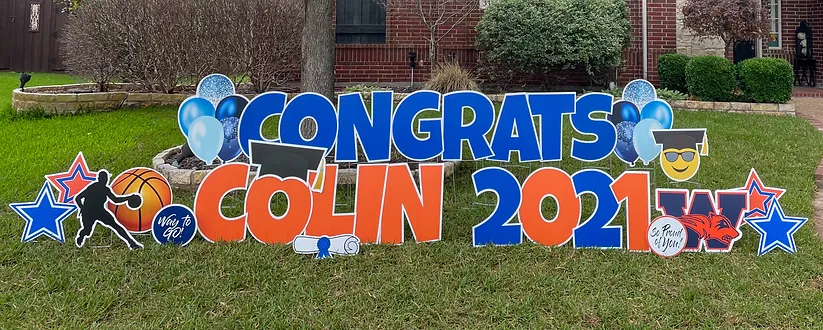 CONGRATS
COLIN 2021
Way to
GO!
So Proud
of you!
W